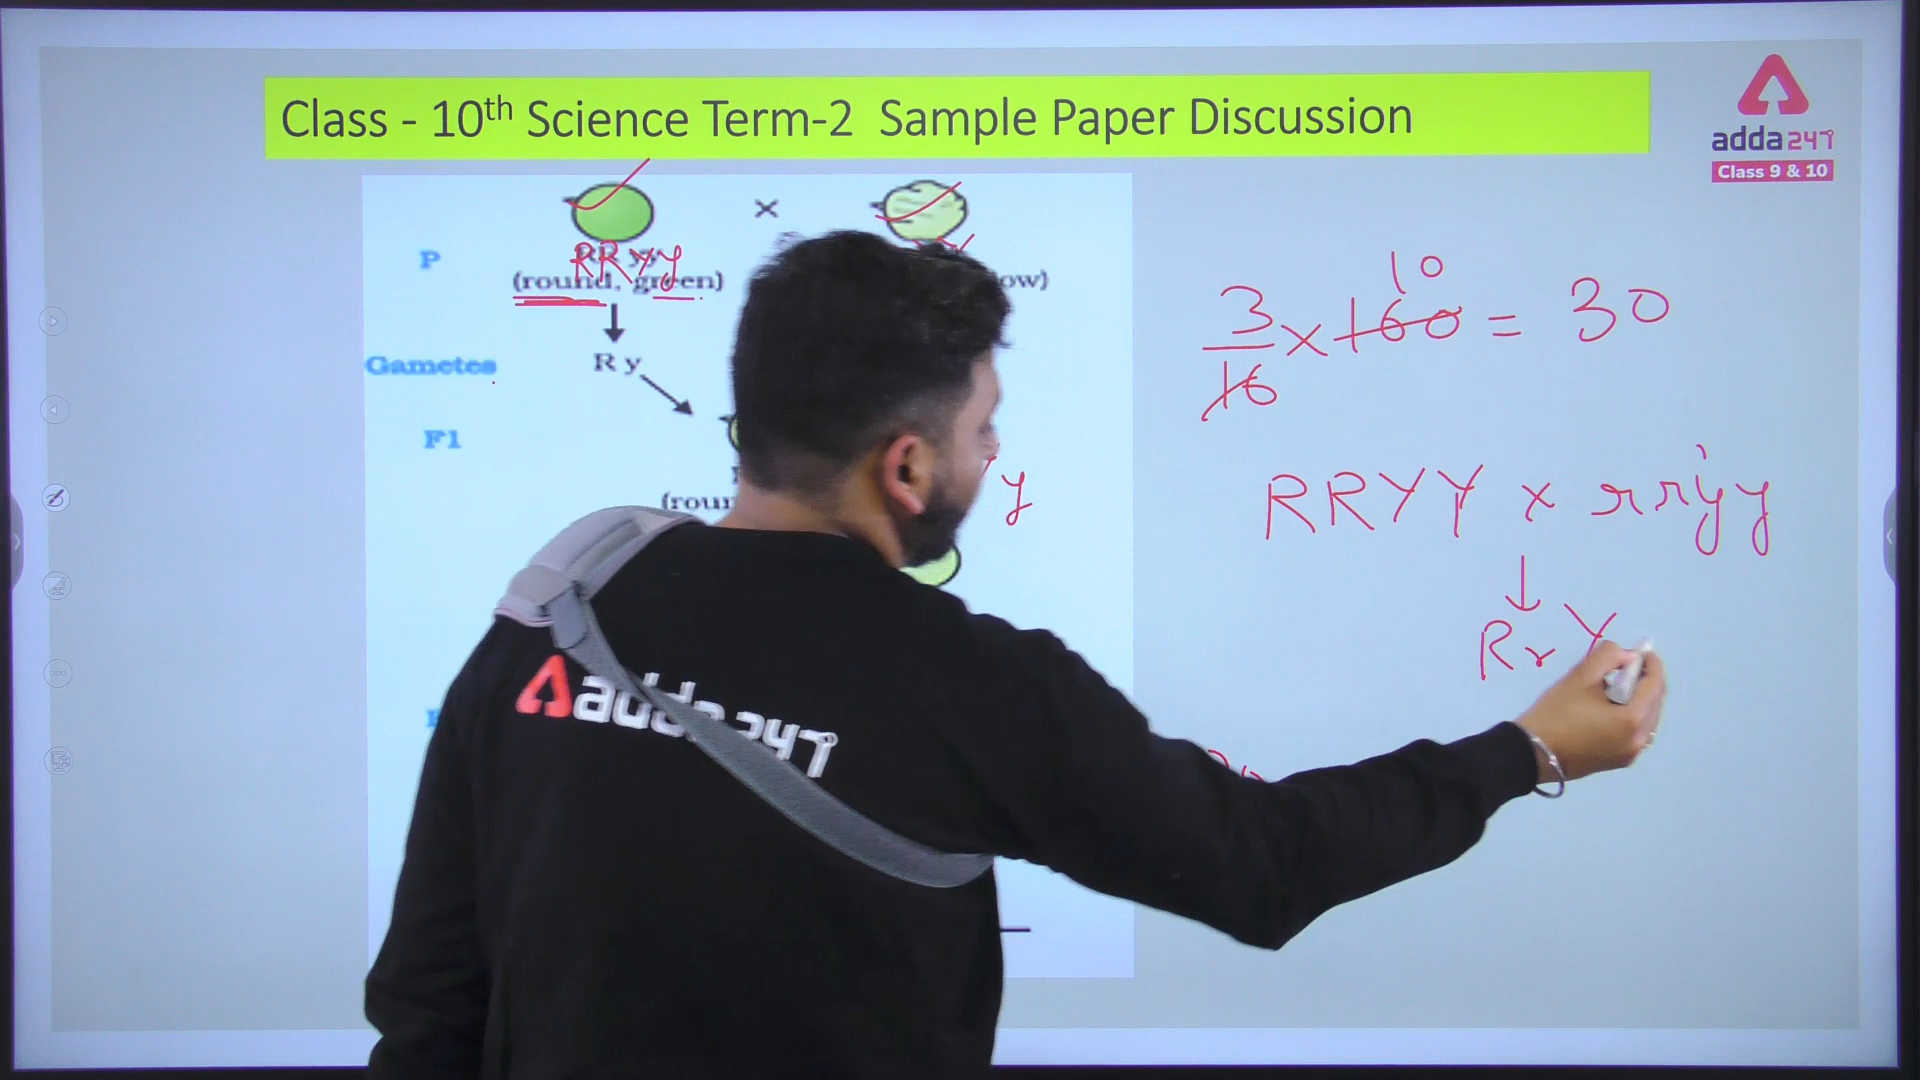 Class - 10th Science Term-2 Sample Paper Discussion
adda247
Class 9 & 10
P
RRYy
(round, green)
ow)
Gametes
R y
F1
y
(roun
3/16 x 160 = 30
10
RRYY x rryy
↓
RrY
adda247